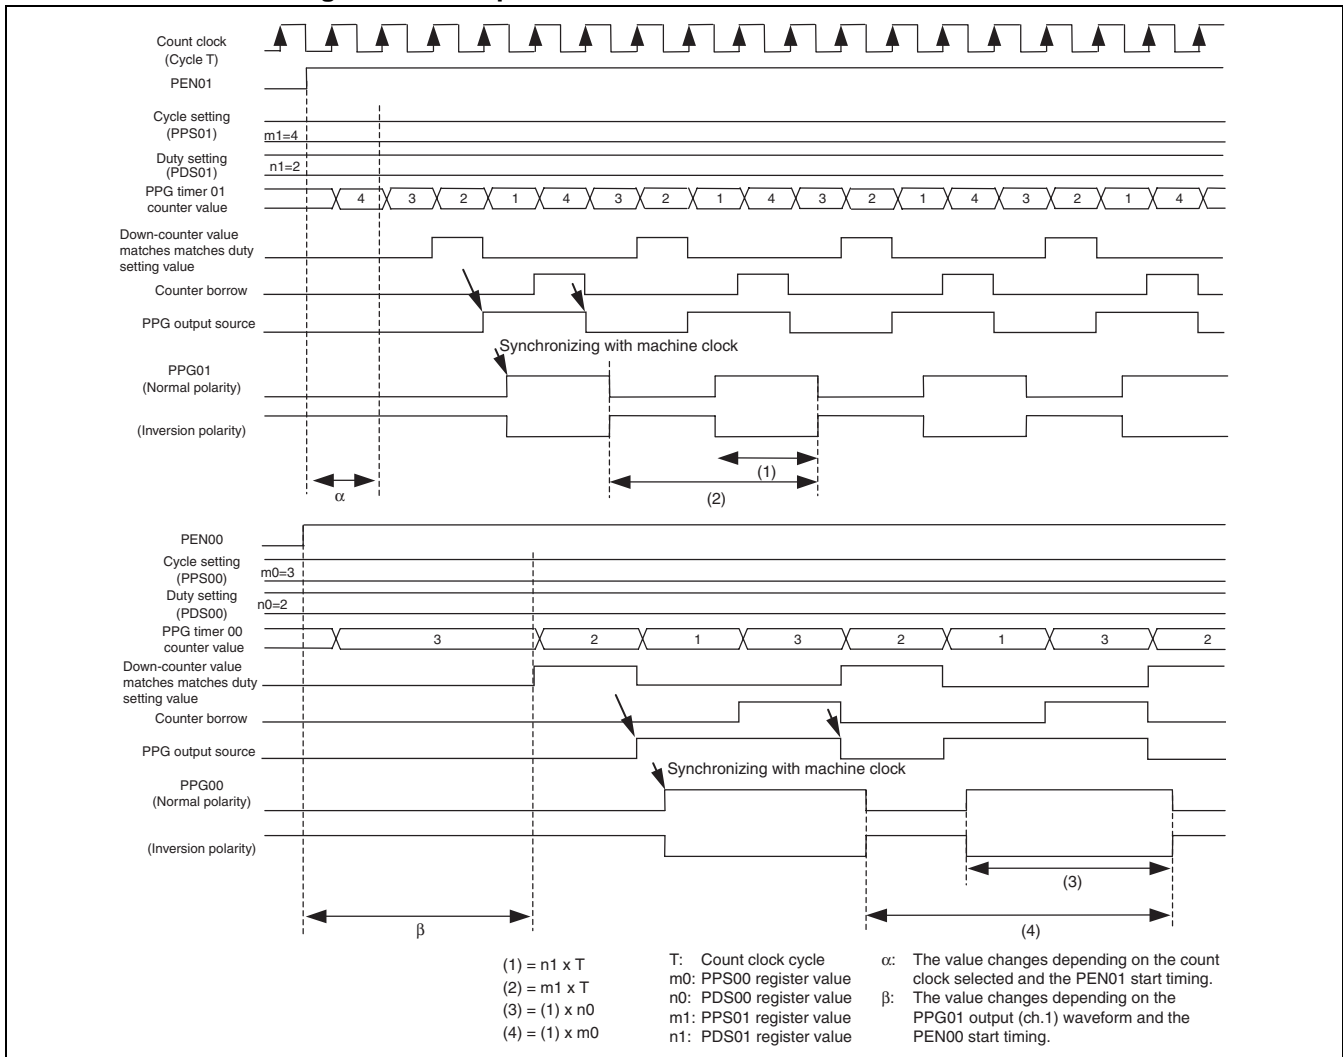 Count clock
(Cycle T)
PEN01
Cycle setting
(PPS01)
m1=4
Duty setting
(PDS01)
n1=2
PPG timer 01
counter value
4 3 2 1 4 3 2 1 4 3 2 1 4 3 2 1 4
Down-counter value
matches matches duty
setting value
Counter borrow
PPG output source
Synchronizing with machine clock
PPG01
(Normal polarity)
(Inversion polarity)
(1)
(2)
α
PEN00
Cycle setting
(PPS00)
m0=3
Duty setting
(PDS00)
n0=2
PPG timer 00
counter value
3 2 1 3 2 1 3 2
Down-counter value
matches matches duty
setting value
Counter borrow
PPG output source
Synchronizing with machine clock
PPG00
(Normal polarity)
(Inversion polarity)
(3)
(4)
β
(1) = n1 x T
(2) = m1 x T
(3) = (1) x n0
(4) = (1) x m0
T: Count clock cycle
m0: PPS00 register value
n0: PDS00 register value
m1: PPS01 register value
n1: PDS01 register value
α: The value changes depending on the count
clock selected and the PEN01 start timing.
β: The value changes depending on the
PPG01 output (ch.1) waveform and the
PEN00 start timing.